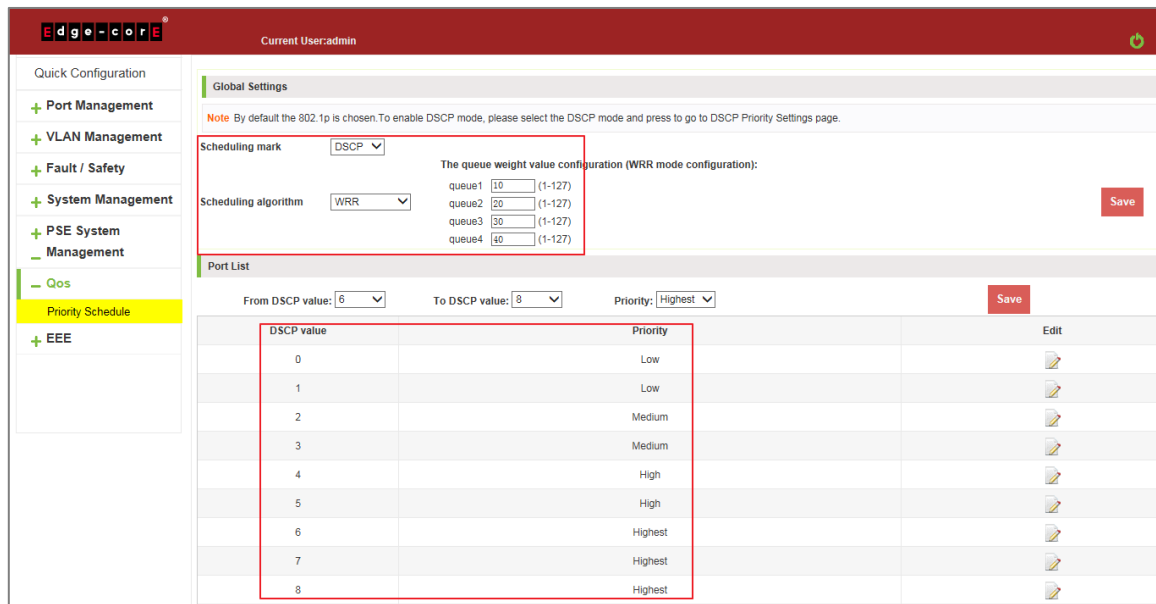 Edge-corE®
Current User:admin
Quick Configuration
Port Management
VLAN Management
Fault / Safety
System Management
PSE System
Management
Qos
Priority Schedule
EEE
Global Settings
Note By default the 802.1p is chosen.To enable DSCP mode, please select the DSCP mode and press to go to DSCP Priority Settings page.
Scheduling mark DSCP
The queue weight value configuration (WRR mode configuration):
Scheduling algorithm WRR
queue1 10 (1-127)
queue2 20 (1-127)
queue3 30 (1-127)
queue4 40 (1-127)
Save
Port List
From DSCP value: 6 To DSCP value: 8 Priority: Highest Save
DSCP value Priority Edit
0 Low
1 Low
2 Medium
3 Medium
4 High
5 High
6 Highest
7 Highest
8 Highest